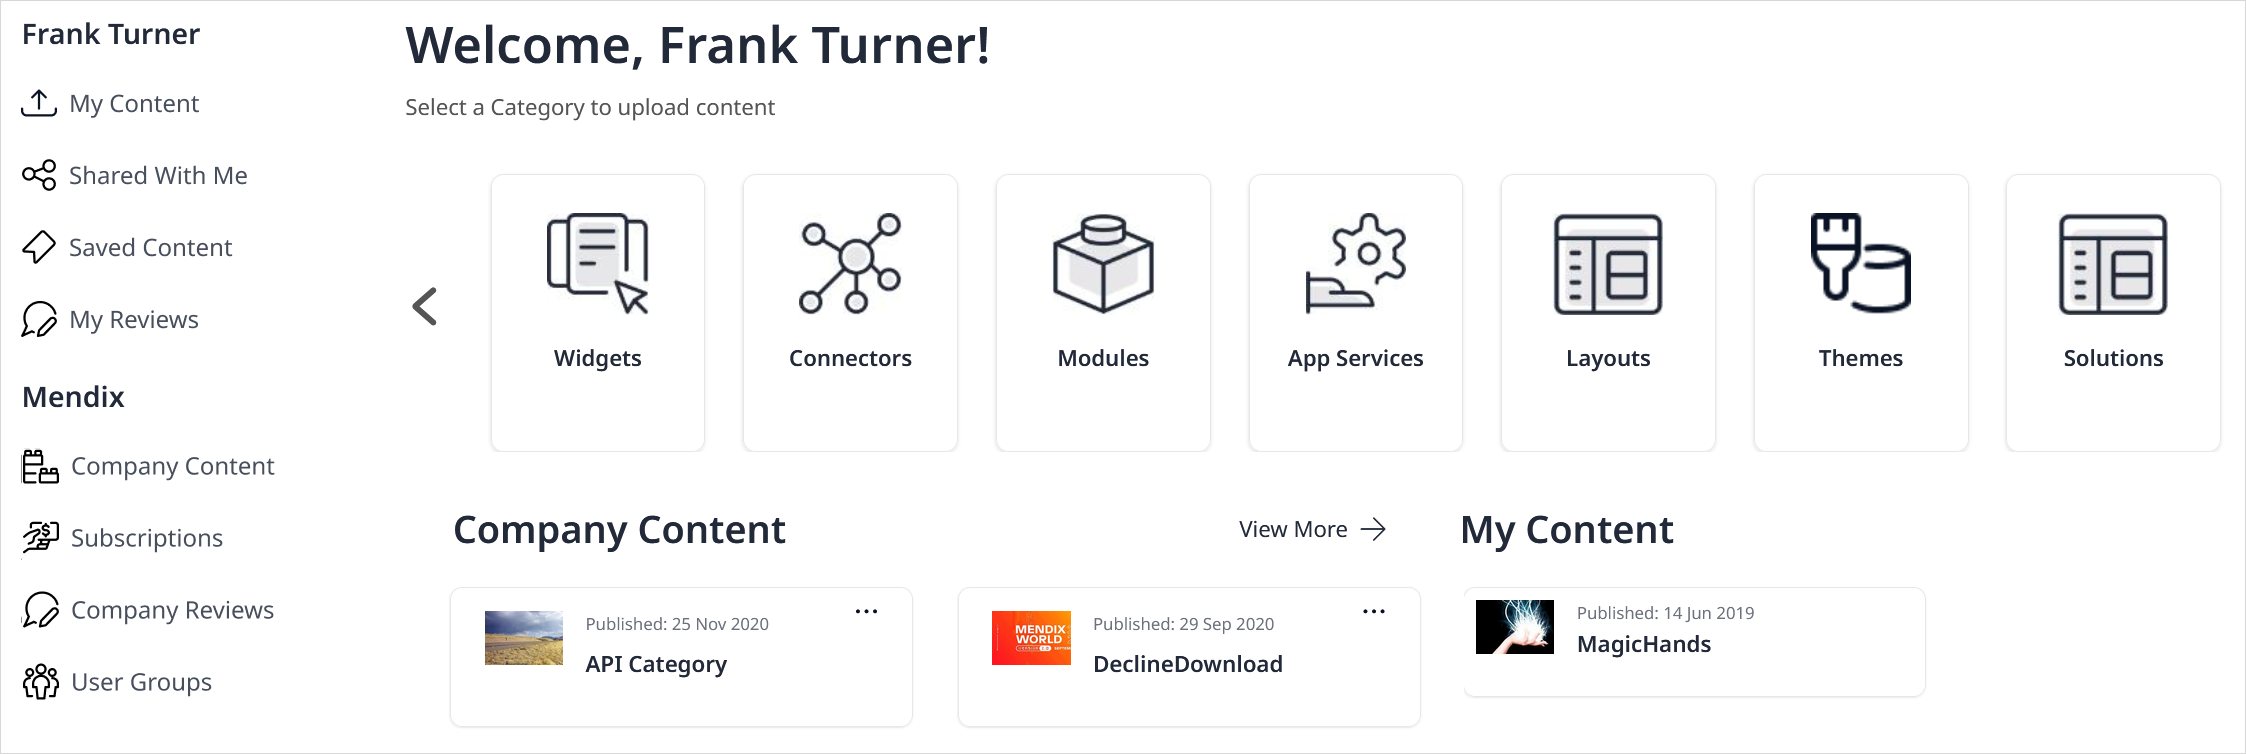 Frank Turner
My Content
Shared With Me
Saved Content
My Reviews
Mendix
Company Content
Subscriptions
Company Reviews
User Groups
Welcome, Frank Turner!
Select a Category to upload content
Widgets
Connectors
Modules
App Services
Layouts
Themes
Solutions
Company Content
View More
Published: 25 Nov 2020
API Category
MENDIX
WORLD
Published: 29 Sep 2020
DeclineDownload
My Content
Published: 14 Jun 2019
MagicHands